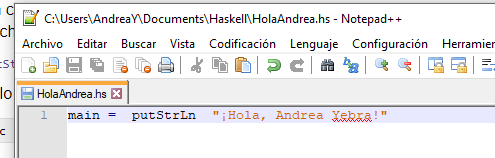 C:\Users\AndreaY\Documents\Haskell\HolaAndrea.hs - Notepad++
Archivo Editar Buscar Vista Codificación Lenguaje Configuración
HolaAndrea.hs
1 main =  putStrLn  "¡Hola, Andrea Yebra!"